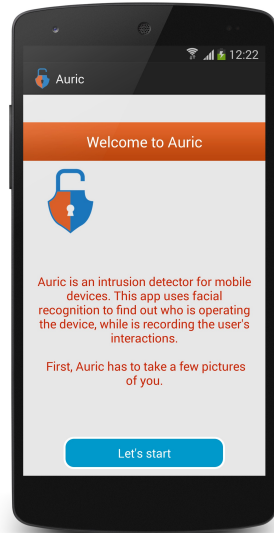 12:22
Auric
Welcome to Auric
Auric is an intrusion detector for mobile
devices. This app uses facial
recognition to find out who is operating
the device, while is recording the user's
interactions.
First, Auric has to take a few pictures
of you.
Let's start